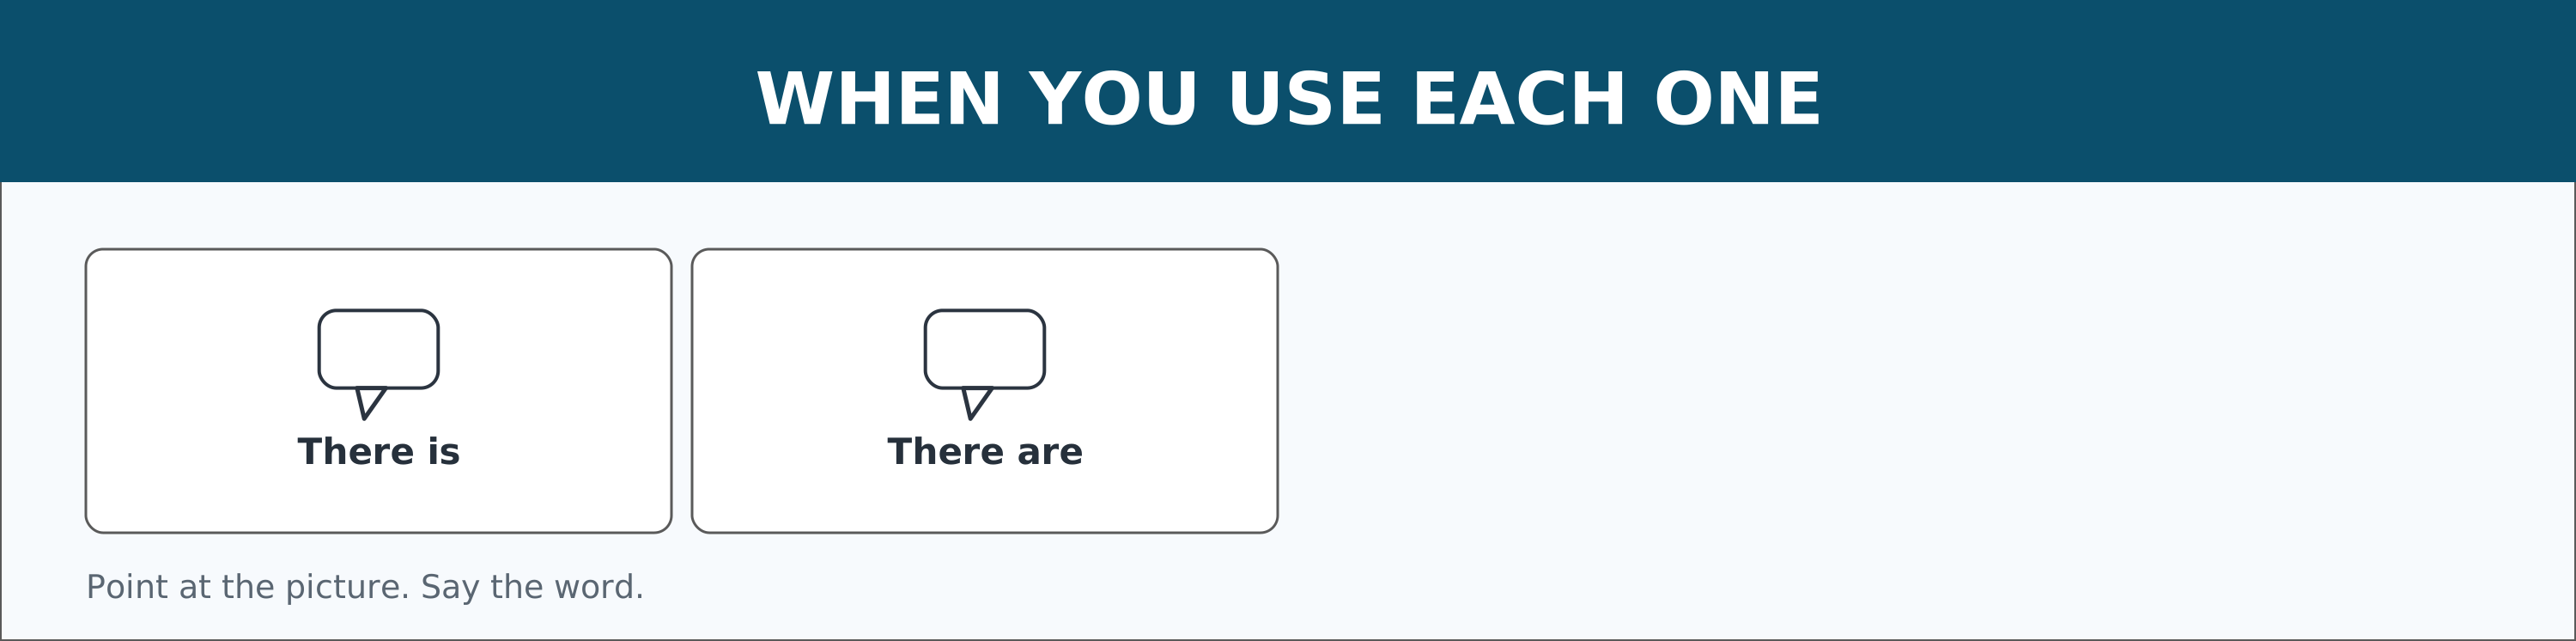 WHEN YOU USE EACH ONE
There is
There are
Point at the picture. Say the word.